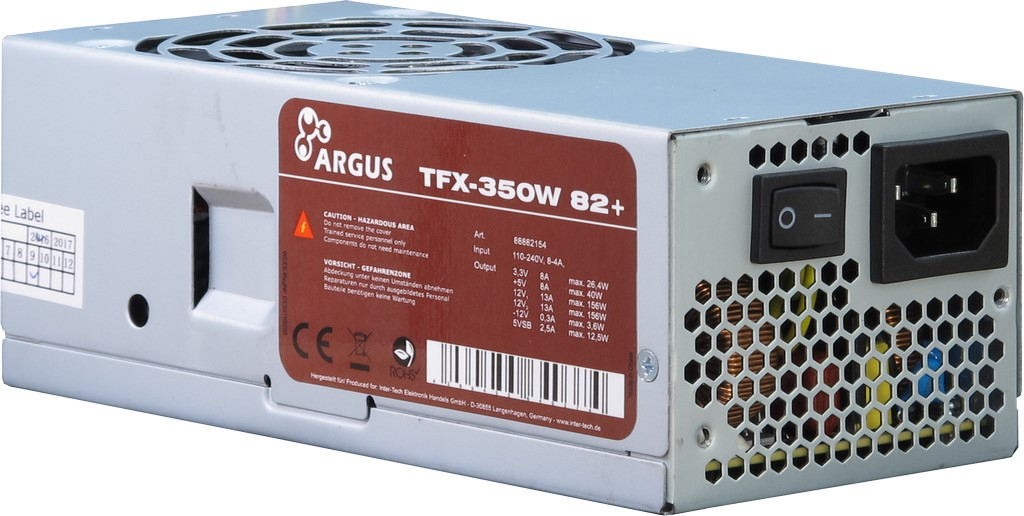 ARGUS
TFX-350W 82+
CAUTION - HAZARDOUS AREA
Do not remove the cover
Trained service personnel only
Components do not need maintenance
VORSICHT - GEFAHRENZONE
Abdeckung unter keinen Umständen abnehmen
Reparaturen nur durch ausgebildetes Personal
Bauteile benötigen keine Wartung
Art. 88882154
Input 110-240V, 8-4A,
Output 3,3V 8A max. 26,4W
+5V 8A max. 40W
12V1 13A max. 156W
12V2 13A max. 156W
-12V 0,3A max. 3,6W
5VSB 2,5A max. 12,5W
CE
ROHS
Hergestellt für/ Produced for: Inter-Tech Elektronik Handels GmbH - D-30855 Langenhagen, Germany - www.inter-tech.de
ee Label
2016 2017
7 8 9 10 11 12
O —